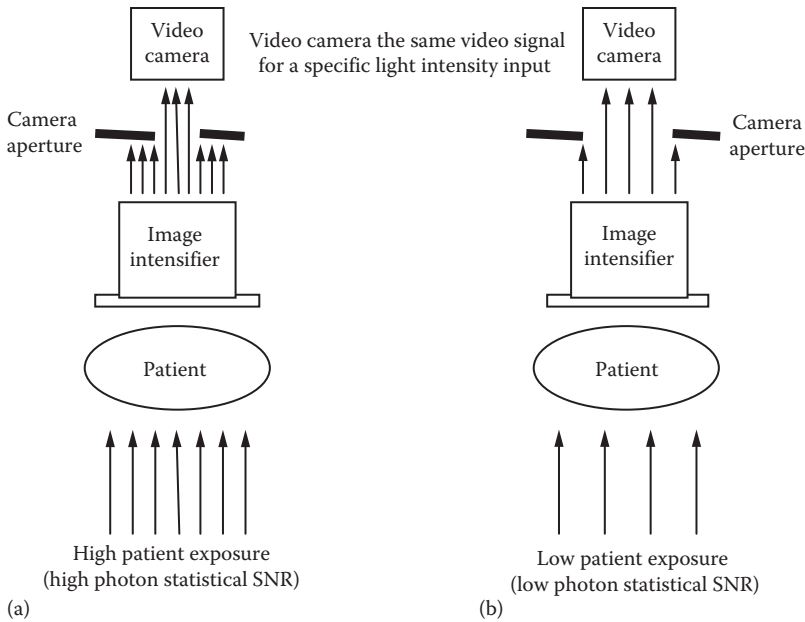 Video
camera
Video camera the same video signal
for a specific light intensity input
Video
camera
Camera
aperture
Camera
aperture
Image
intensifier
Image
intensifier
Patient
Patient
High patient exposure
(high photon statistical SNR)
Low patient exposure
(low photon statistical SNR)
(a)
(b)